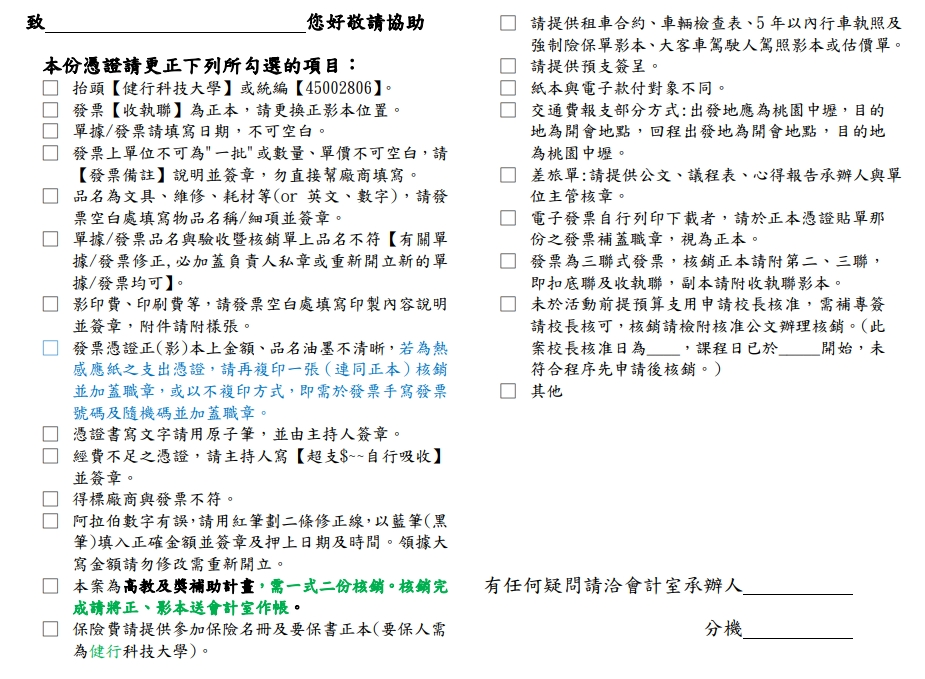 致____________________________您好敬請協助
本份憑證請更正下列所勾選的項目：
□ 抬頭【健行科技大學】或統編【45002806】。
□ 發票【收執聯】為正本，請更換正影本位置。
□ 單據/發票請填寫日期，不可空白。
□ 發票上單位不可為"一批"或數量、單價不可空白，請
【發票備註】說明並簽章，勿直接幫廠商填寫。
□ 品名為文具、維修、耗材等(or 英文、數字)，請發
票空白處填寫物品名稱/細項並簽章。
□ 單據/發票品名與驗收暨核銷單上品名不符【有關單
據/發票修正,必加蓋負責人私章或重新開立新的單
據/發票均可】。
□ 影印費、印刷費等，請發票空白處填寫印製內容說明
並簽章，附件請附樣張。
□ 發票憑證正(影)本上金額、品名油墨不清晰，若為熱
感應紙之支出憑證，請再複印一張（連同正本）核銷
並加蓋職章，或以不複印方式，即需於發票手寫發票
號碼及隨機碼並加蓋職章。
□ 憑證書寫文字請用原子筆，並由主持人簽章。
□ 經費不足之憑證，請主持人寫【超支$~~自行吸收】
並簽章。
□ 得標廠商與發票不符。
□ 阿拉伯數字有誤，請用紅筆劃二條修正線，以藍筆(黑
筆)填入正確金額並簽章及押上日期及時間。領據大
寫金額請勿修改需重新開立。
□ 本案為高教及獎補助計畫，需一式二份核銷。核銷完
成請將正、影本送會計室作帳。
□ 保險費請提供參加保險名冊及要保書正本(要保人需
為健行科技大學)。
□ 請提供租車合約、車輛檢查表、5 年以內行車執照及
強制險保單影本、大客車駕駛人駕照影本或估價單。
□ 請提供預支簽呈。
□ 紙本與電子款付對象不同。
□ 交通費報支部分方式:出發地應為桃園中壢，目的
地為開會地點，回程出發地為開會地點，目的地
為桃園中壢。
□ 差旅單:請提供公文、議程表、心得報告承辦人與單
位主管核章。
□ 電子發票自行列印下載者，請於正本憑證貼單那
份之發票補蓋職章，視為正本。
□ 發票為三聯式發票，核銷正本請附第二、三聯，
即扣底聯及收執聯，副本請附收執聯影本。
□ 未於活動前提預算支用申請校長核准，需補專簽
請校長核可，核銷請檢附核准公文辦理核銷。(此
案校長核准日為____，課程日已於_____開始，未
符合程序先申請後核銷。)
□ 其他
有任何疑問請洽會計室承辦人___________
分機___________